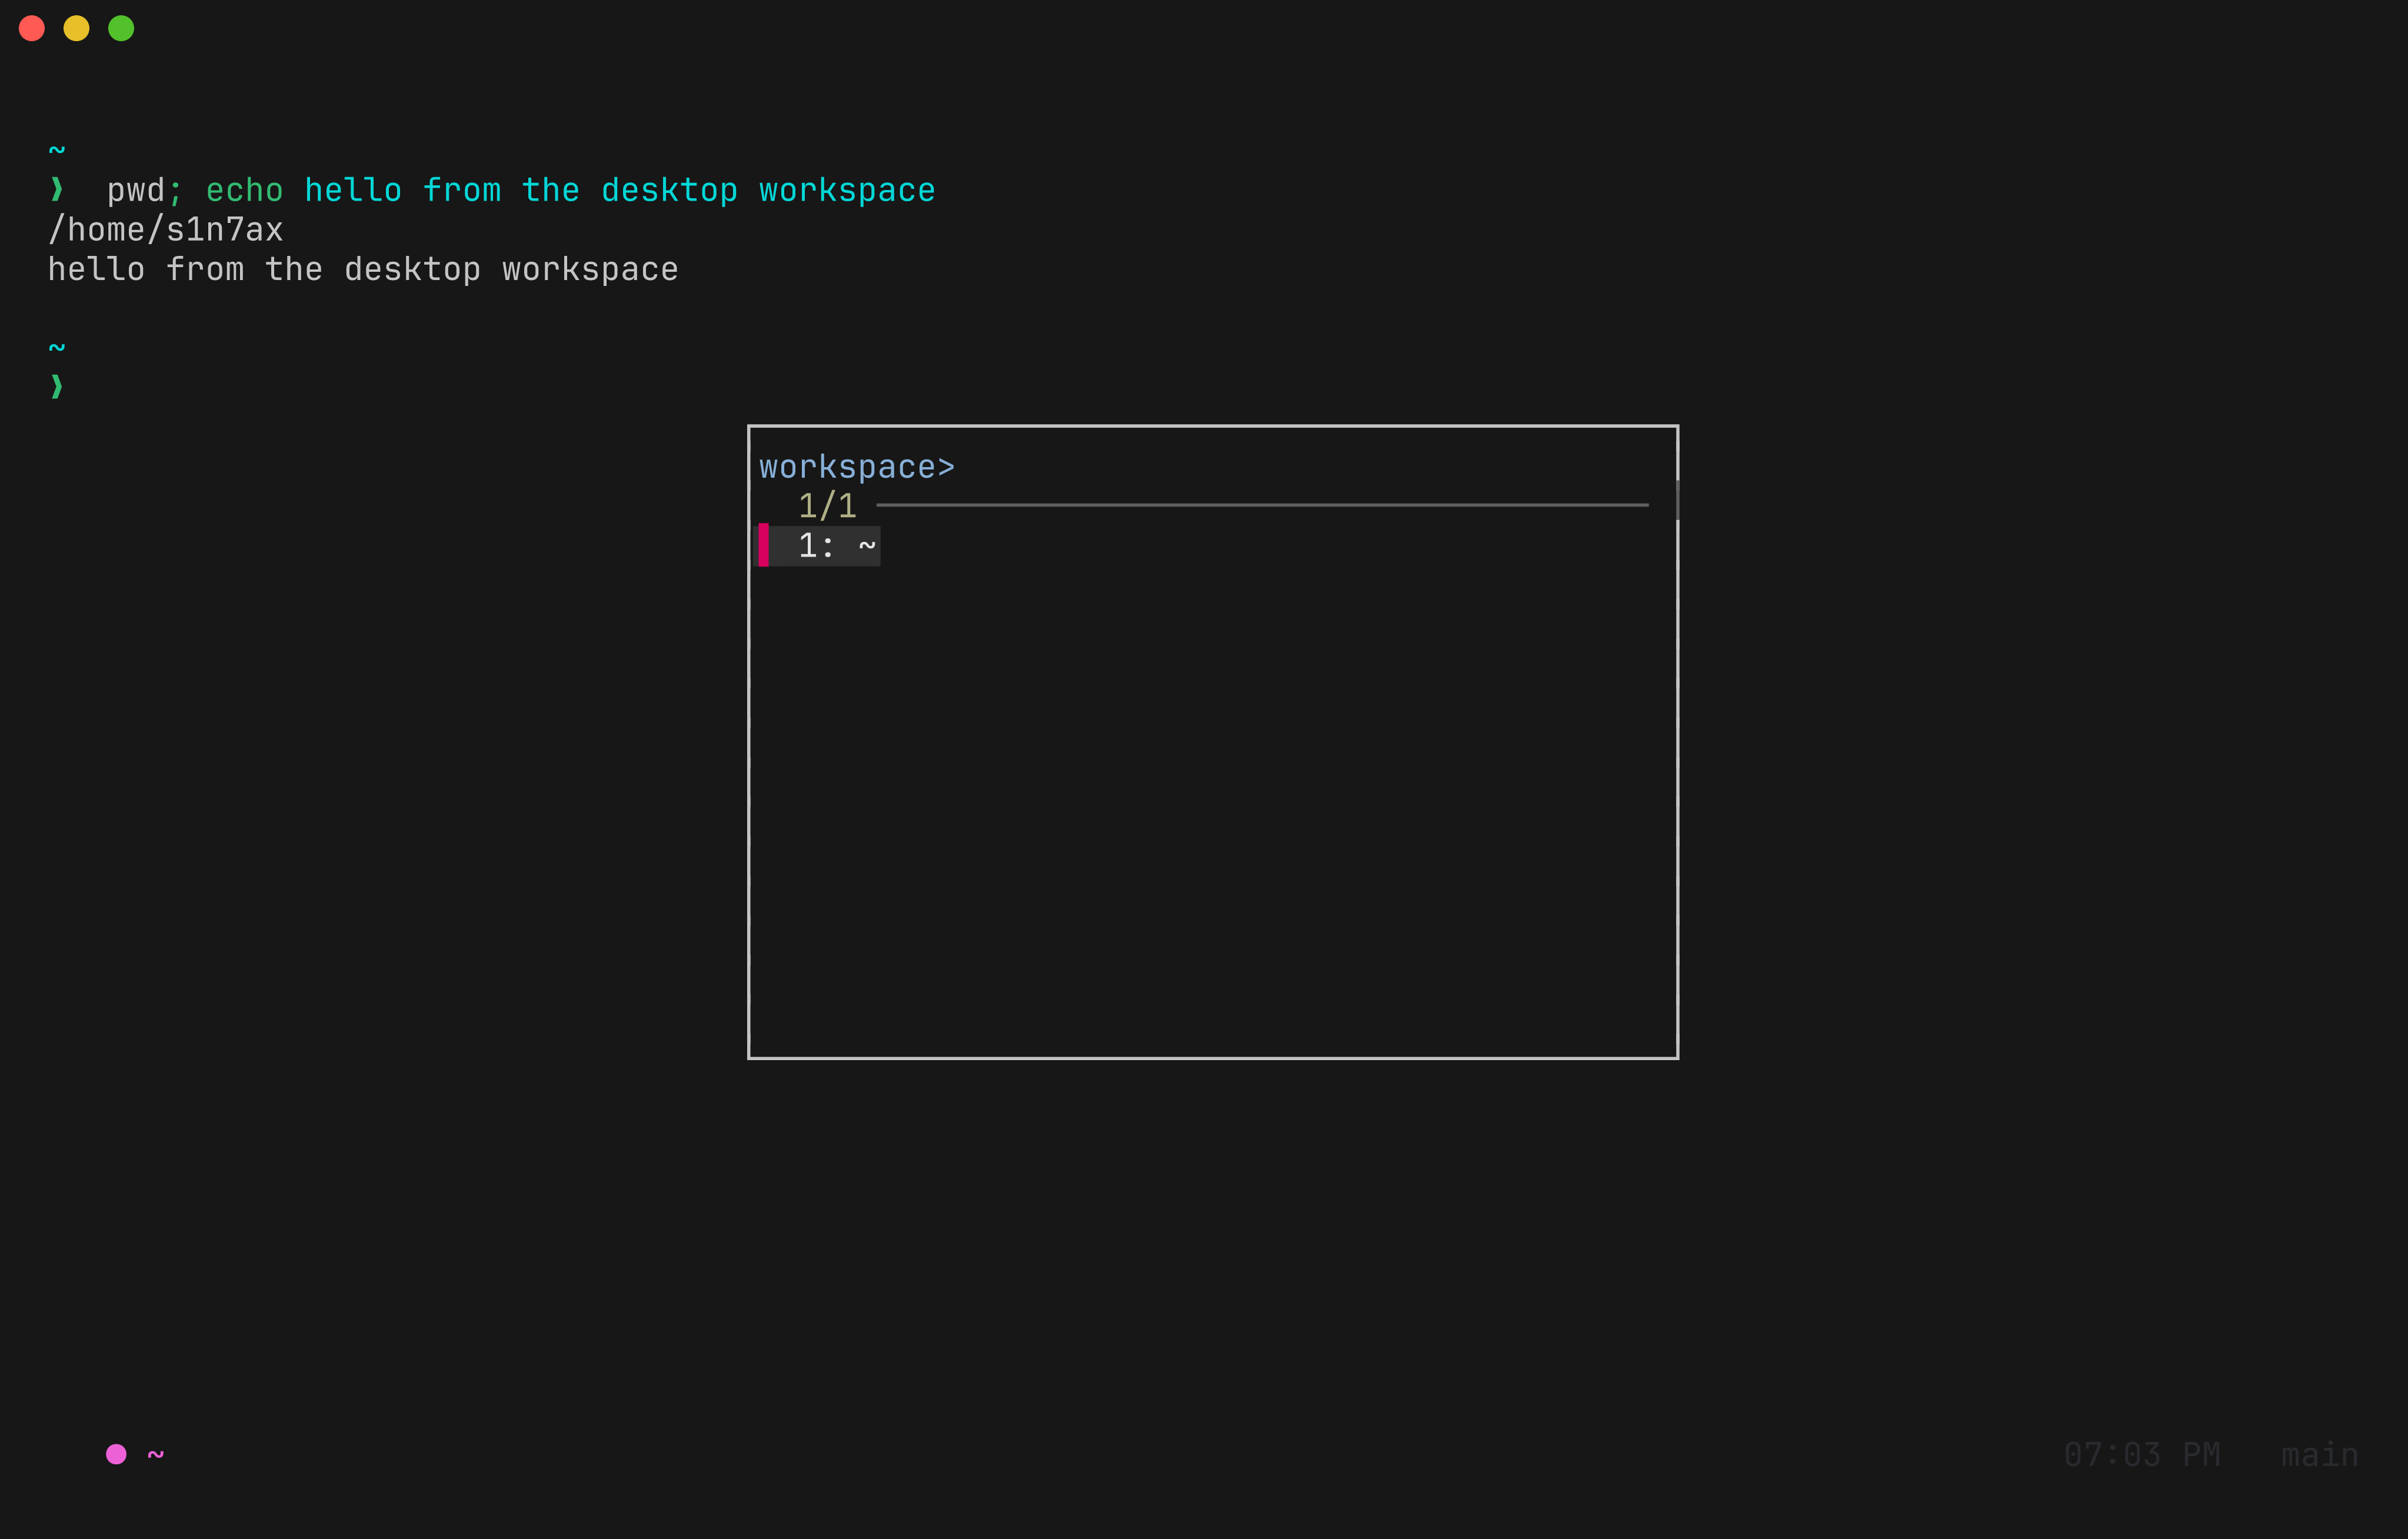 ~
❯ pwd; echo hello from the desktop workspace
/home/s1n7ax
hello from the desktop workspace
~
❯
workspace>
1/1
1: ~
● ~
07:03 PM main